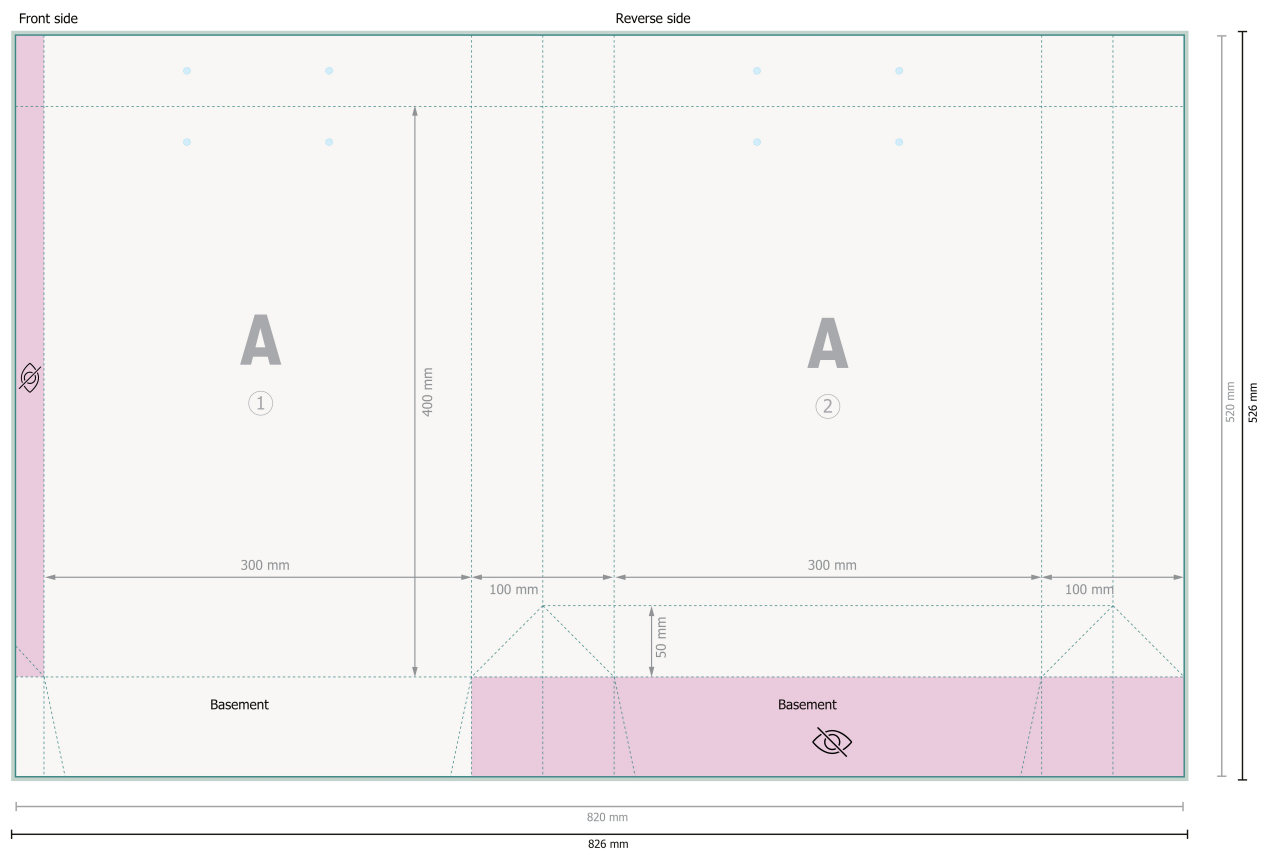 Front side
Reverse side
A
1
A
2
400 mm
520 mm
526 mm
300 mm
100 mm
300 mm
100 mm
50 mm
Basement
Basement
820 mm
826 mm